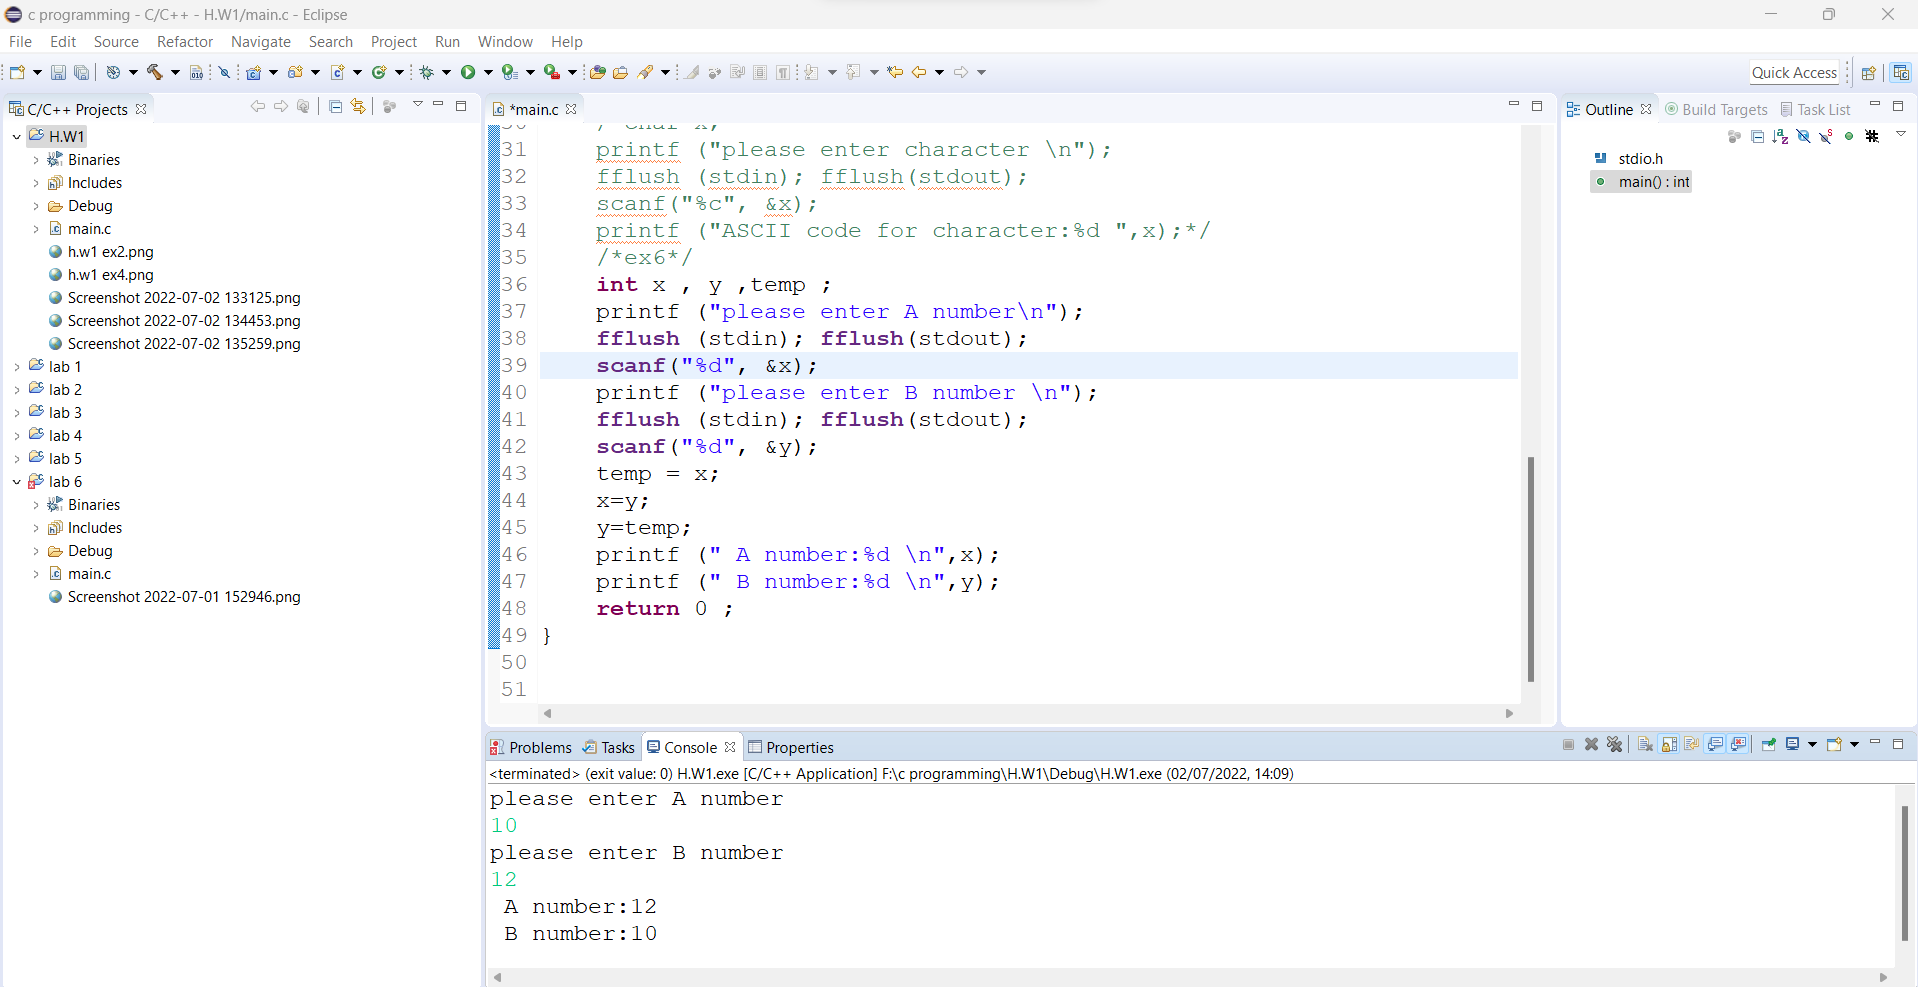 c programming - C/C++ - H.W1/main.c - Eclipse
File Edit Source Refactor Navigate Search Project Run Window Help
Quick Access
C/C++ Projects
H.W1
Binaries
Includes
Debug
main.c
h.w1 ex2.png
h.w1 ex4.png
Screenshot 2022-07-02 133125.png
Screenshot 2022-07-02 134453.png
Screenshot 2022-07-02 135259.png
lab 1
lab 2
lab 3
lab 4
lab 5
lab 6
Binaries
Includes
Debug
main.c
Screenshot 2022-07-01 152946.png
*main.c
31 printf ("please enter character \n");
32 fflush (stdin); fflush(stdout);
33 scanf("%c", &x);
34 printf ("ASCII code for character:%d ",x);*/
35 /*ex6*/
36 int x , y ,temp ;
37 printf ("please enter A number\n");
38 fflush (stdin); fflush(stdout);
39 scanf("%d", &x);
40 printf ("please enter B number \n");
41 fflush (stdin); fflush(stdout);
42 scanf("%d", &y);
43 temp = x;
44 x=y;
45 y=temp;
46 printf (" A number:%d \n",x);
47 printf (" B number:%d \n",y);
48 return 0 ;
49 }
50
51
Outline Build Targets Task List
stdio.h
main() : int
Problems Tasks Console Properties
<terminated> (exit value: 0) H.W1.exe [C/C++ Application] F:\c programming\H.W1\Debug\H.W1.exe (02/07/2022, 14:09)
please enter A number
10
please enter B number
12
A number:12
B number:10